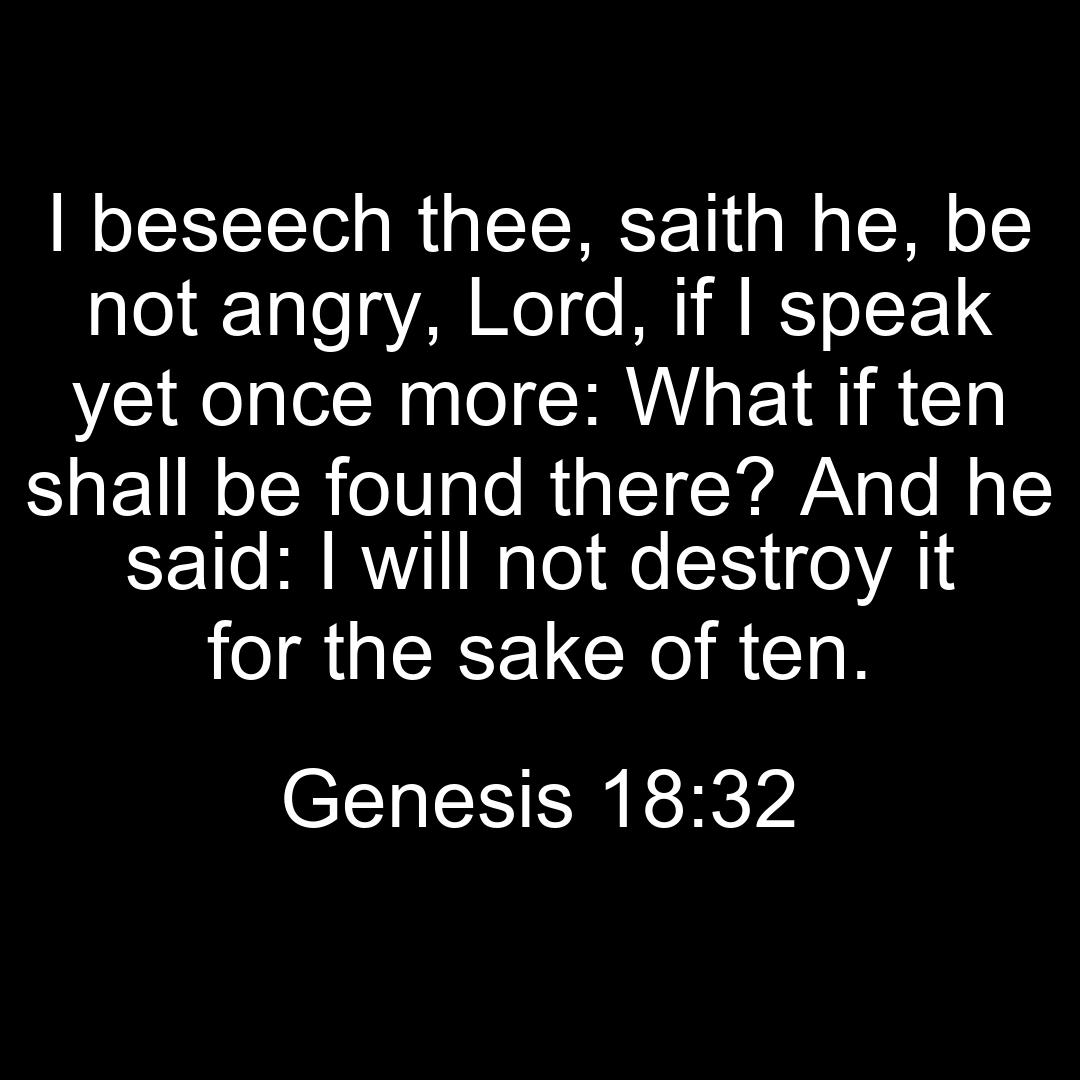 I beseech thee, saith he, be
not angry, Lord, if I speak
yet once more: What if ten
shall be found there? And he
said: I will not destroy it
for the sake of ten.
Genesis 18:32